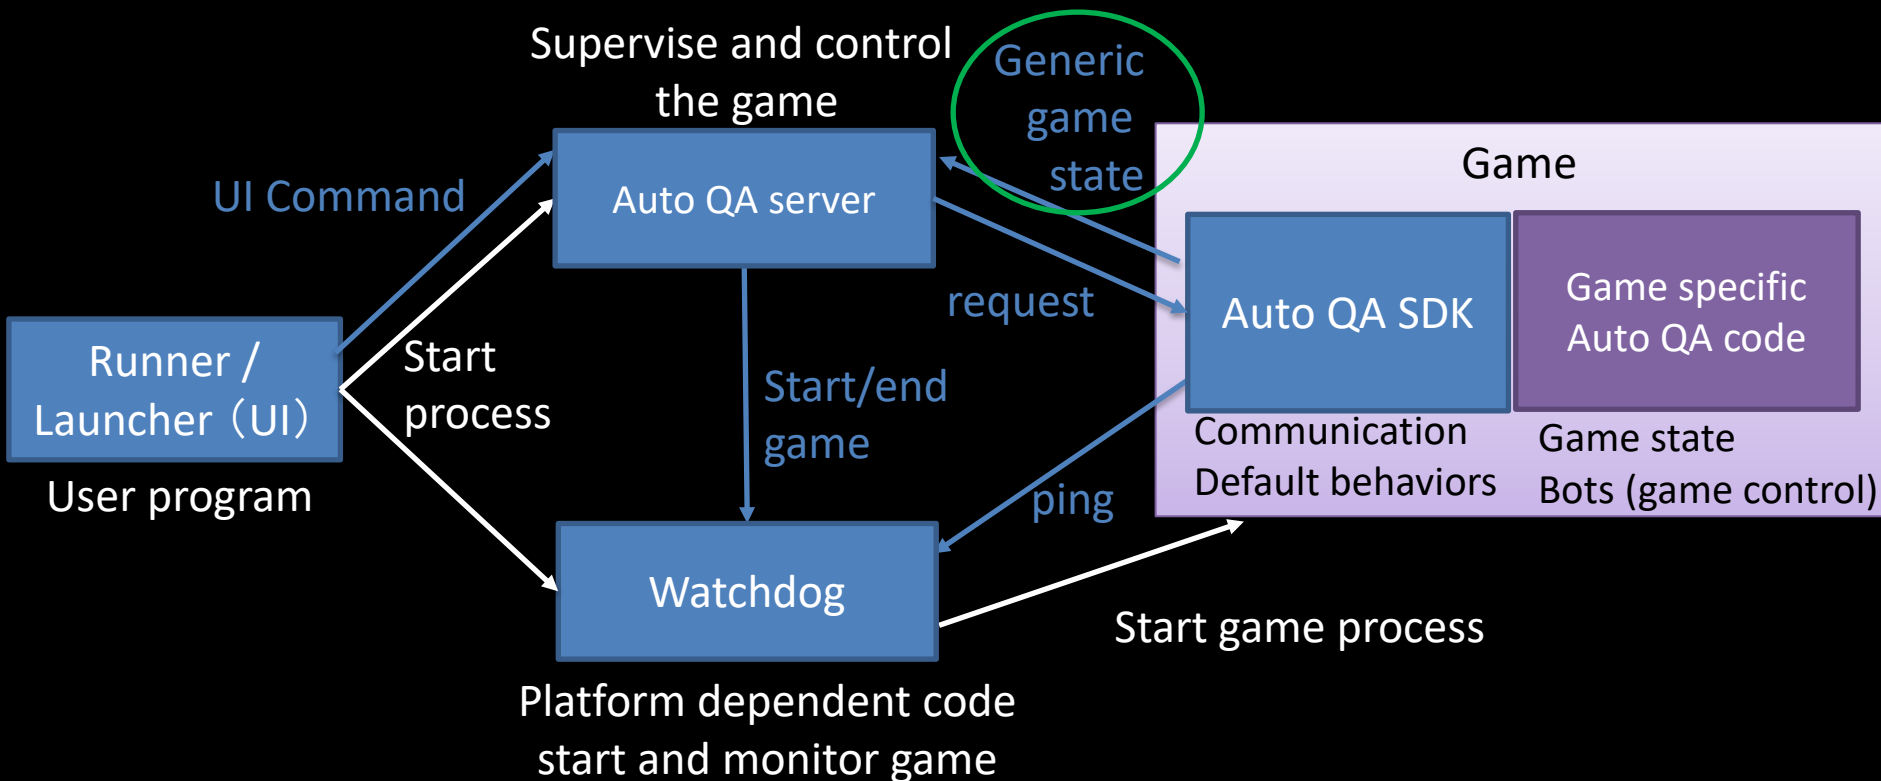 Supervise and control
the game
Generic
game
state
Game
UI Command
Auto QA server
request
Auto QA SDK
Game specific
Auto QA code
Runner /
Launcher（UI）
Start
process
Start/end
game
Communication
Default behaviors
Game state
Bots (game control)
User program
ping
Watchdog
Start game process
Platform dependent code
start and monitor game